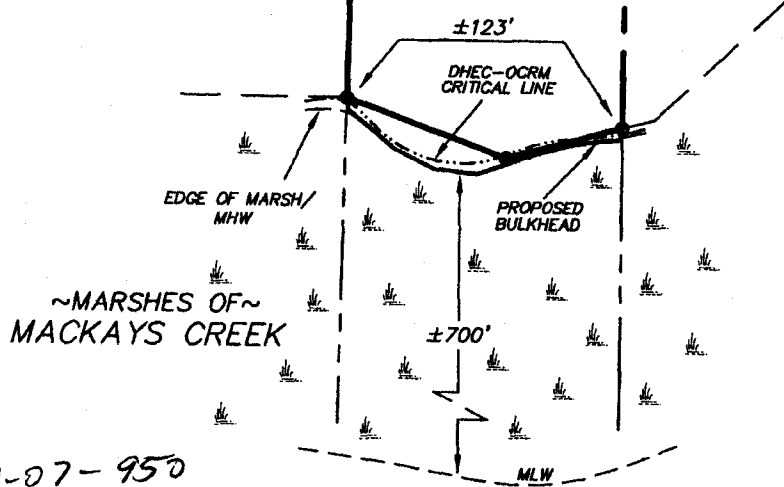 ±123'
DHEC-OCRM
CRITICAL LINE
EDGE OF MARSH/
MHW
PROPOSED
BULKHEAD
~MARSHES OF~
MACKAYS CREEK
±700'
-07-950
MLW